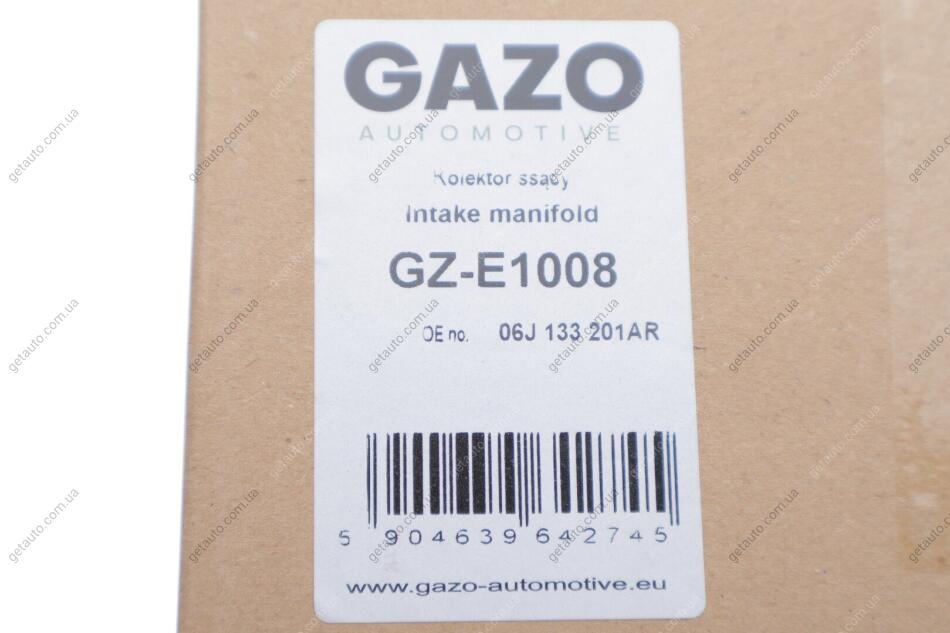 GAZO
AUTOMOTIVE
Kolektor ssący
Intake manifold
GZ-E1008
OE no. 06J 133 201AR
5 904639 642745
www.gazo-automotive.eu
getauto.com.ua